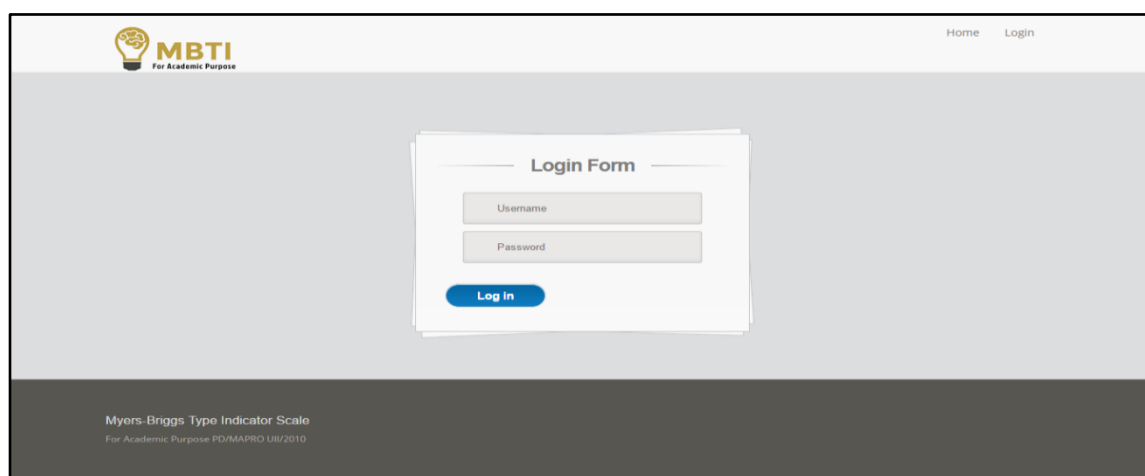 MBTI
For Academic Purpose
Home Login
Login Form
Username
Password
Log in
Myers-Briggs Type Indicator Scale
For Academic Purpose PD/MAPRO UII/2010